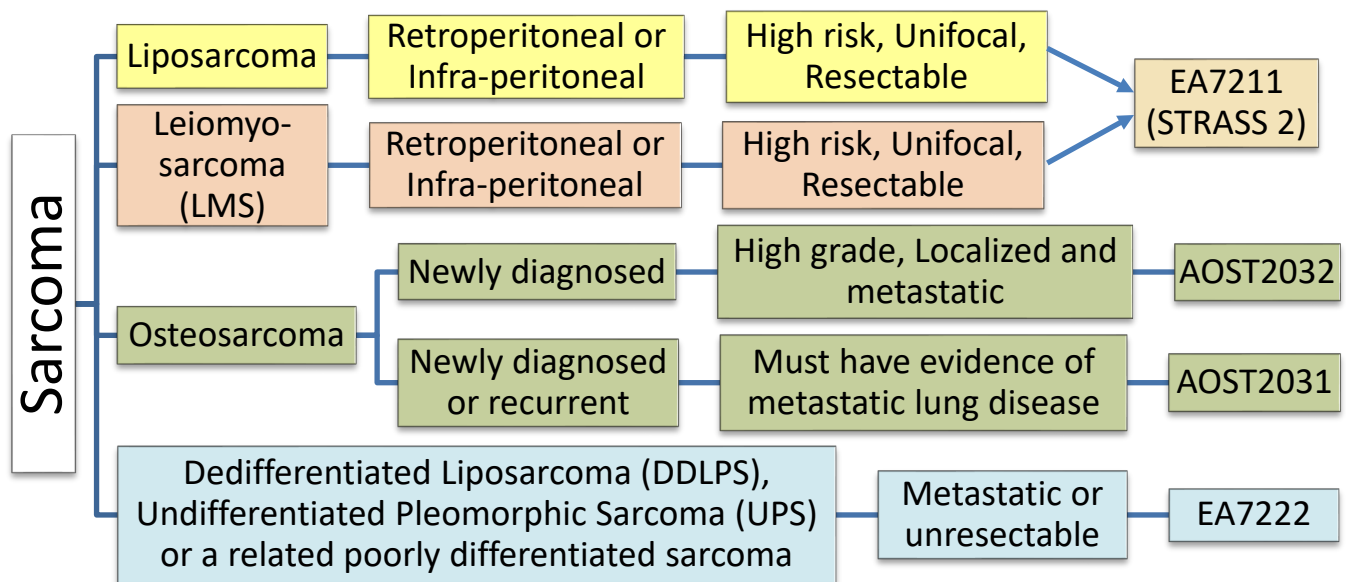 Sarcoma
Liposarcoma
Retroperitoneal or
Infra-peritoneal
High risk, Unifocal,
Resectable
EA7211
(STRASS 2)
Leiomyo-
sarcoma
(LMS)
Retroperitoneal or
Infra-peritoneal
High risk, Unifocal,
Resectable
Osteosarcoma
Newly diagnosed
High grade, Localized and
metastatic
AOST2032
Newly diagnosed
or recurrent
Must have evidence of
metastatic lung disease
AOST2031
Dedifferentiated Liposarcoma (DDLPS),
Undifferentiated Pleomorphic Sarcoma (UPS)
or a related poorly differentiated sarcoma
Metastatic or
unresectable
EA7222